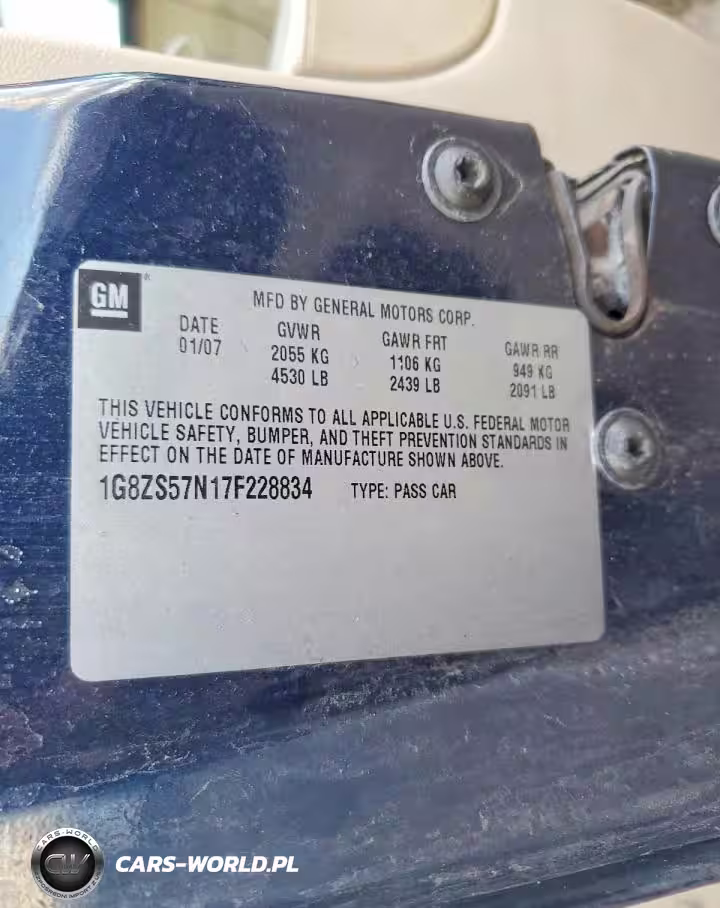 GM
MFD BY GENERAL MOTORS CORP.
DATE GVWR GAWR FRT GAWR RR
01/07 2055 KG 1106 KG 949 KG
4530 LB 2439 LB 2091 LB
THIS VEHICLE CONFORMS TO ALL APPLICABLE U.S. FEDERAL MOTOR
VEHICLE SAFETY, BUMPER, AND THEFT PREVENTION STANDARDS IN
EFFECT ON THE DATE OF MANUFACTURE SHOWN ABOVE.
1G8ZS57N17F228834 TYPE: PASS CAR
CARS-WORLD
CW
CARS-WORLD.PL